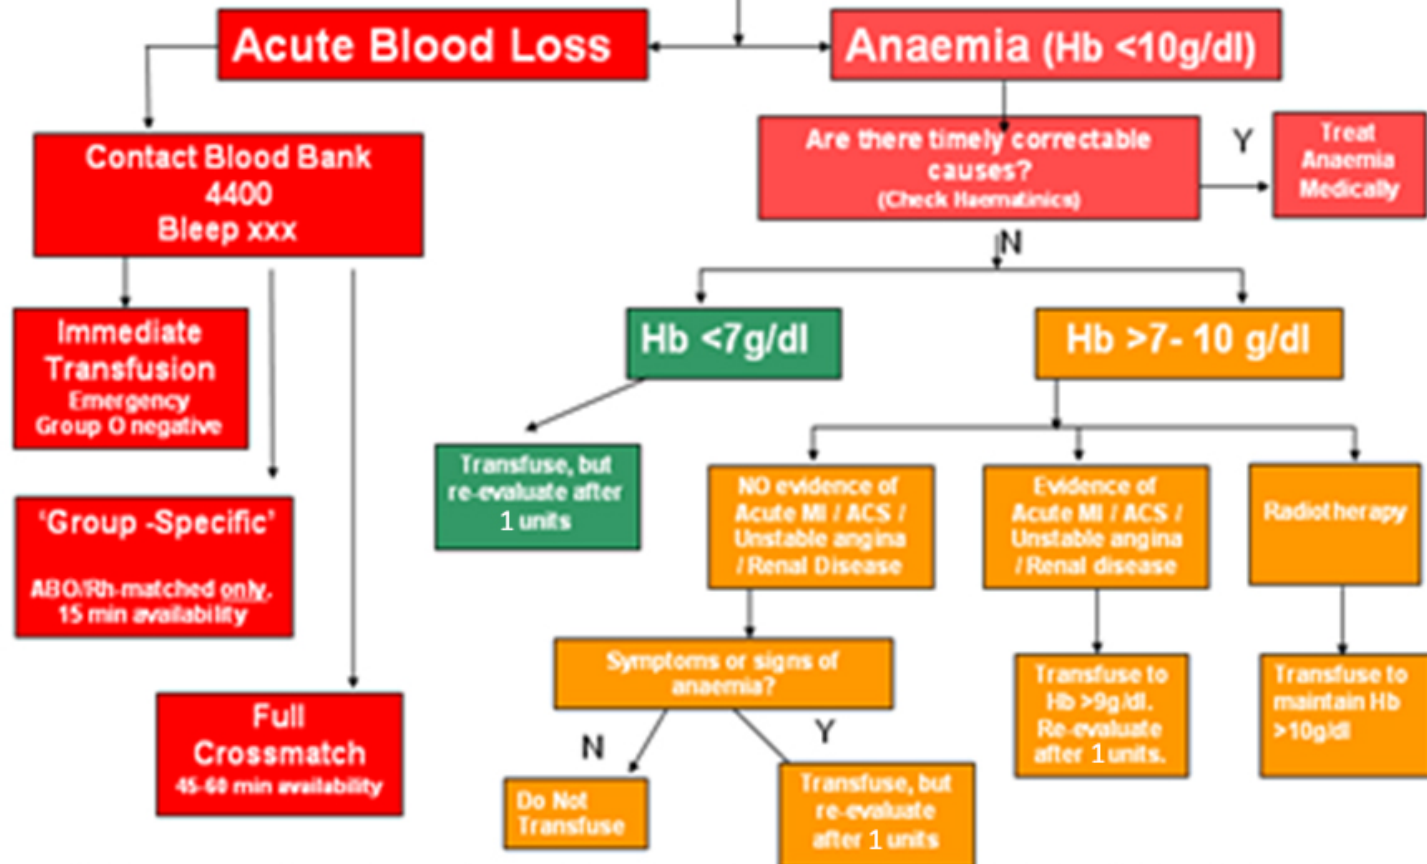 Acute Blood Loss
Anaemia (Hb <10g/dl)
Contact Blood Bank
4400
Bleep xxx
Immediate
Transfusion
Emergency
Group O negative
‘Group -Specific’
ABO/Rh-matched only.
15 min availability
Full
Crossmatch
45-60 min availability
Are there timely correctable
causes?
(Check Haematinics)
Y
Treat
Anaemia
Medically
N
Hb <7g/dl
Transfuse, but
re-evaluate after
1 units
Hb >7- 10 g/dl
NO evidence of
Acute MI / ACS /
Unstable angina
/ Renal Disease
Symptoms or signs of
anaemia?
N
Do Not
Transfuse
Y
Transfuse, but
re-evaluate
after 1 units
Evidence of
Acute MI / ACS /
Unstable angina
/ Renal disease
Transfuse to
Hb >9g/dl.
Re-evaluate
after 1 units.
Radiotherapy
Transfuse to
maintain Hb
>10g/dl